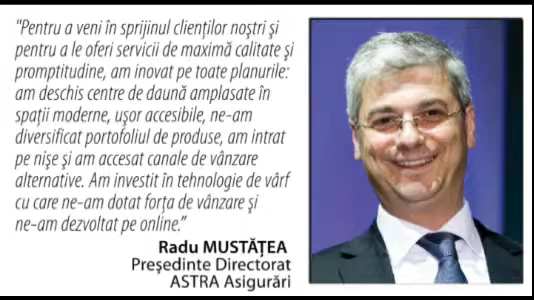 "Pentru a veni în sprijinul clienților noștri și
pentru a le oferi servicii de maximă calitate și
promptitudine, am inovat pe toate planurile:
am deschis centre de daună amplasate în
spații moderne, ușor accesibile, ne-am
diversificat portofoliul de produse, am intrat
pe nișe și am accesat canale de vânzare
alternative. Am investit în tehnologie de vârf
cu care ne-am dotat forța de vânzare și
ne-am dezvoltat pe online."
Radu MUSTĂȚEA
Președinte Directorat
ASTRA Asigurări